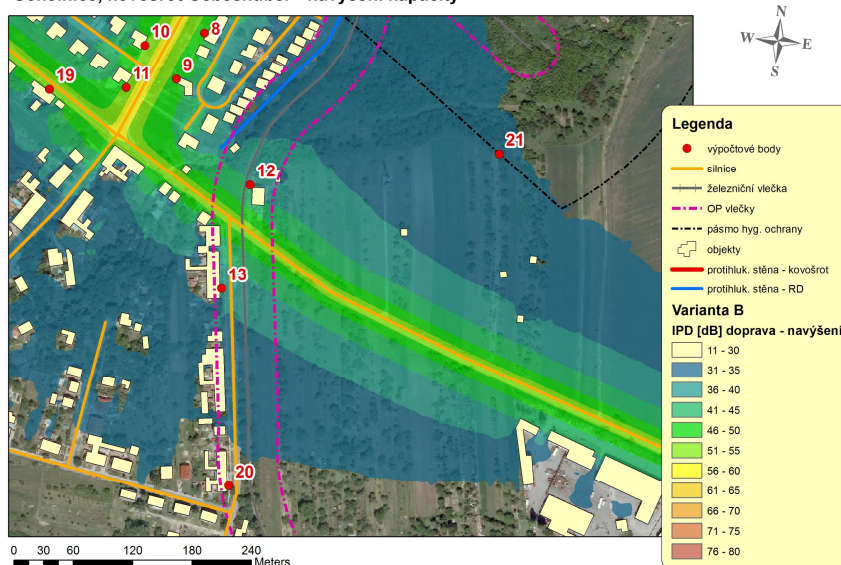 N
W E
S
10
8
19
11
9
12
21
13
20
Legenda
výpočtové body
silnice
železniční vlečka
OP vlečky
pásmo hyg. ochrany
objekty
protihluk. stěna - kovošrot
protihluk. stěna - RD
Varianta B
IPD [dB] doprava - navýšení
11 - 30
31 - 35
36 - 40
41 - 45
46 - 50
51 - 55
56 - 60
61 - 65
66 - 70
71 - 75
76 - 80
0 30 60 120 180 240
Meters